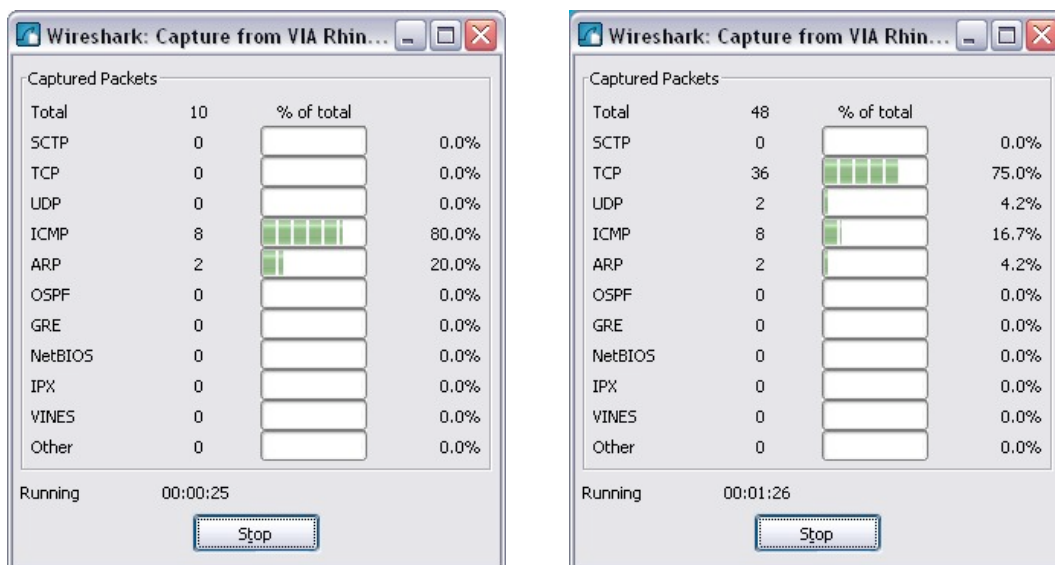 Wireshark: Capture from VIA Rhin...
Captured Packets
Total 10 % of total
SCTP 0 0.0%
TCP 0 0.0%
UDP 0 0.0%
ICMP 8 80.0%
ARP 2 20.0%
OSPF 0 0.0%
GRE 0 0.0%
NetBIOS 0 0.0%
IPX 0 0.0%
VINES 0 0.0%
Other 0 0.0%
Running 00:00:25
Stop
Wireshark: Capture from VIA Rhin...
Captured Packets
Total 48 % of total
SCTP 0 0.0%
TCP 36 75.0%
UDP 2 4.2%
ICMP 8 16.7%
ARP 2 4.2%
OSPF 0 0.0%
GRE 0 0.0%
NetBIOS 0 0.0%
IPX 0 0.0%
VINES 0 0.0%
Other 0 0.0%
Running 00:01:26
Stop